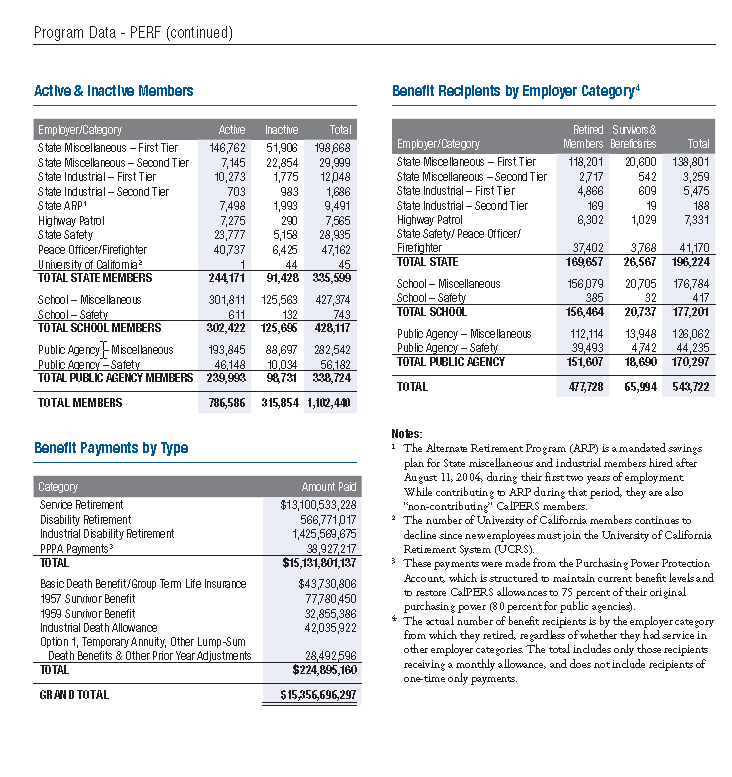 Program Data - PERF (continued)
Active & Inactive Members
Employer/Category Active Inactive Total
State Miscellaneous – First Tier 146,762 51,906 198,668
State Miscellaneous – Second Tier 7,145 22,854 29,999
State Industrial – First Tier 10,273 1,775 12,048
State Industrial – Second Tier 703 983 1,686
State ARP¹ 7,498 1,993 9,491
Highway Patrol 7,275 290 7,565
State Safety 23,777 5,158 28,935
Peace Officer/Firefighter 40,737 6,425 47,162
University of California² 1 44 45
TOTAL STATE MEMBERS 244,171 91,428 335,599
School – Miscellaneous 301,811 125,563 427,374
School – Safety 611 132 743
TOTAL SCHOOL MEMBERS 302,422 125,695 428,117
Public Agency – Miscellaneous 193,845 88,697 282,542
Public Agency – Safety 46,148 10,034 56,182
TOTAL PUBLIC AGENCY MEMBERS 239,993 98,731 338,724
TOTAL MEMBERS 786,586 315,854 1,102,440
Benefit Payments by Type
Category Amount Paid
Service Retirement $13,100,533,228
Disability Retirement 566,771,017
Industrial Disability Retirement 1,425,569,675
PPPA Payments³ 38,927,217
TOTAL $15,131,801,137
Basic Death Benefit/Group Term Life Insurance $43,730,806
1957 Survivor Benefit 77,780,450
1959 Survivor Benefit 32,855,386
Industrial Death Allowance 42,035,922
Option 1, Temporary Annuity, Other Lump-Sum
Death Benefits & Other Prior Year Adjustments 28,492,596
TOTAL $224,895,160
GRAND TOTAL $15,356,696,297
Benefit Recipients by Employer Category⁴
Retired Survivors &
Employer/Category Members Beneficiaries Total
State Miscellaneous – First Tier 118,201 20,600 138,801
State Miscellaneous – Second Tier 2,717 542 3,259
State Industrial – First Tier 4,866 609 5,475
State Industrial – Second Tier 169 19 188
Highway Patrol 6,302 1,029 7,331
State Safety/ Peace Officer/
Firefighter 37,402 3,768 41,170
TOTAL STATE 169,657 26,567 196,224
School – Miscellaneous 156,079 20,705 176,784
School – Safety 385 32 417
TOTAL SCHOOL 156,464 20,737 177,201
Public Agency – Miscellaneous 112,114 13,948 126,062
Public Agency – Safety 39,493 4,742 44,235
TOTAL PUBLIC AGENCY 151,607 18,690 170,297
TOTAL 477,728 65,994 543,722
Notes:
¹ The Alternate Retirement Program (ARP) is a mandated savings
plan for State miscellaneous and industrial members hired after
August 11, 2004, during their first two years of employment.
While contributing to ARP during that period, they are also
"non-contributing" CalPERS members.
² The number of University of California members continues to
decline since new employees must join the University of California
Retirement System (UCRS).
³ These payments were made from the Purchasing Power Protection
Account, which is structured to maintain current benefit levels and
to restore CalPERS allowances to 75 percent of their original
purchasing power (80 percent for public agencies).
⁴ The actual number of benefit recipients is by the employer category
from which they retired, regardless of whether they had service in
other employer categories. The total includes only those recipients
receiving a monthly allowance, and does not include recipients of
one-time only payments.